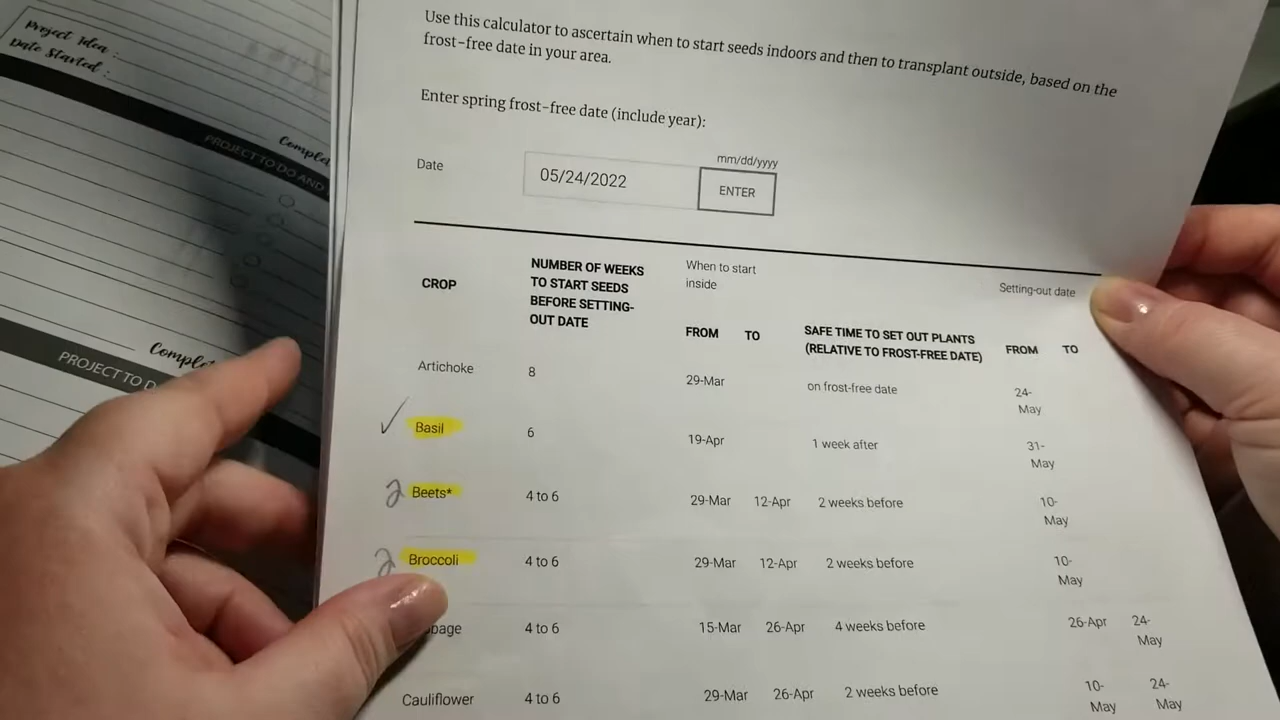 Project Idea :
Date Started :
PROJECT TO DO AND
PROJECT TO D
Use this calculator to ascertain when to start seeds indoors and then to transplant outside, based on the
frost-free date in your area.
Enter spring frost-free date (include year):
mm/dd/yyyy
Date 05/24/2022 ENTER
When to start
inside
Setting-out date
CROP
NUMBER OF WEEKS
TO START SEEDS
BEFORE SETTING-
OUT DATE
FROM TO
SAFE TIME TO SET OUT PLANTS
(RELATIVE TO FROST-FREE DATE)
FROM TO
Artichoke 8 29-Mar on frost-free date 24-
May
✓ Basil 6 19-Apr 1 week after 31-
May
2 Beets* 4 to 6 29-Mar 12-Apr 2 weeks before 10-
May
2 Broccoli 4 to 6 29-Mar 12-Apr 2 weeks before 10-
May
bage 4 to 6 15-Mar 26-Apr 4 weeks before 26-Apr 24-
May
Cauliflower 4 to 6 29-Mar 26-Apr 2 weeks before 10- 24-
May May